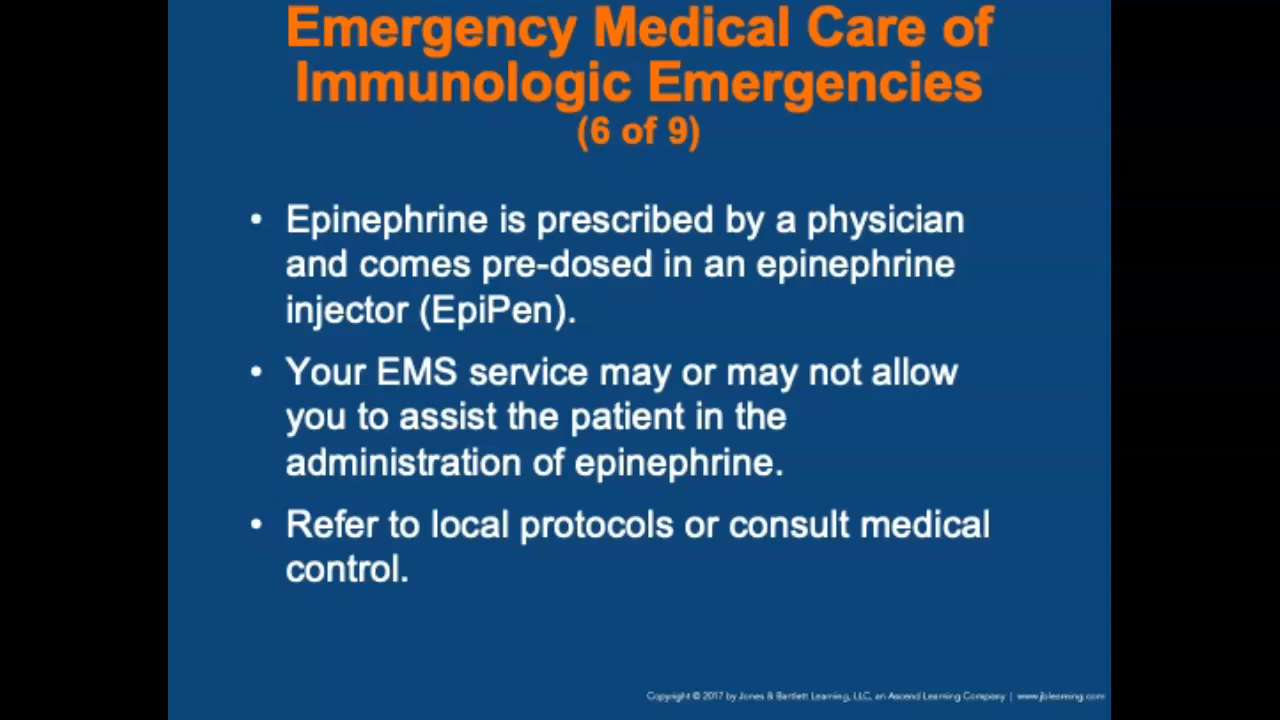 Emergency Medical Care of
Immunologic Emergencies
(6 of 9)
• Epinephrine is prescribed by a physician
and comes pre-dosed in an epinephrine
injector (EpiPen).
• Your EMS service may or may not allow
you to assist the patient in the
administration of epinephrine.
• Refer to local protocols or consult medical
control.
Copyright © 2017 by Jones & Bartlett Learning, LLC, an Ascend Learning Company | www.jblearning.com